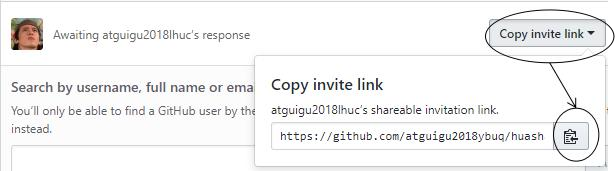 Awaiting atguigu2018lhuc's response
Copy invite link
Copy invite link
Search by username, full name or emai
atguigu2018lhuc's shareable invitation link.
You'll only be able to find a GitHub user by the
instead.
https://github.com/atguigu2018ybuq/huash